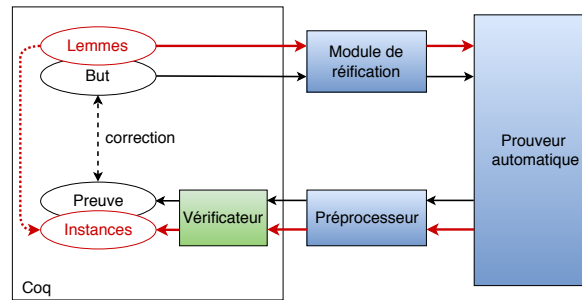 Lemmes
But
Module de
réification
correction
Prouveur
automatique
Preuve
Instances
Vérificateur
Préprocesseur
Coq